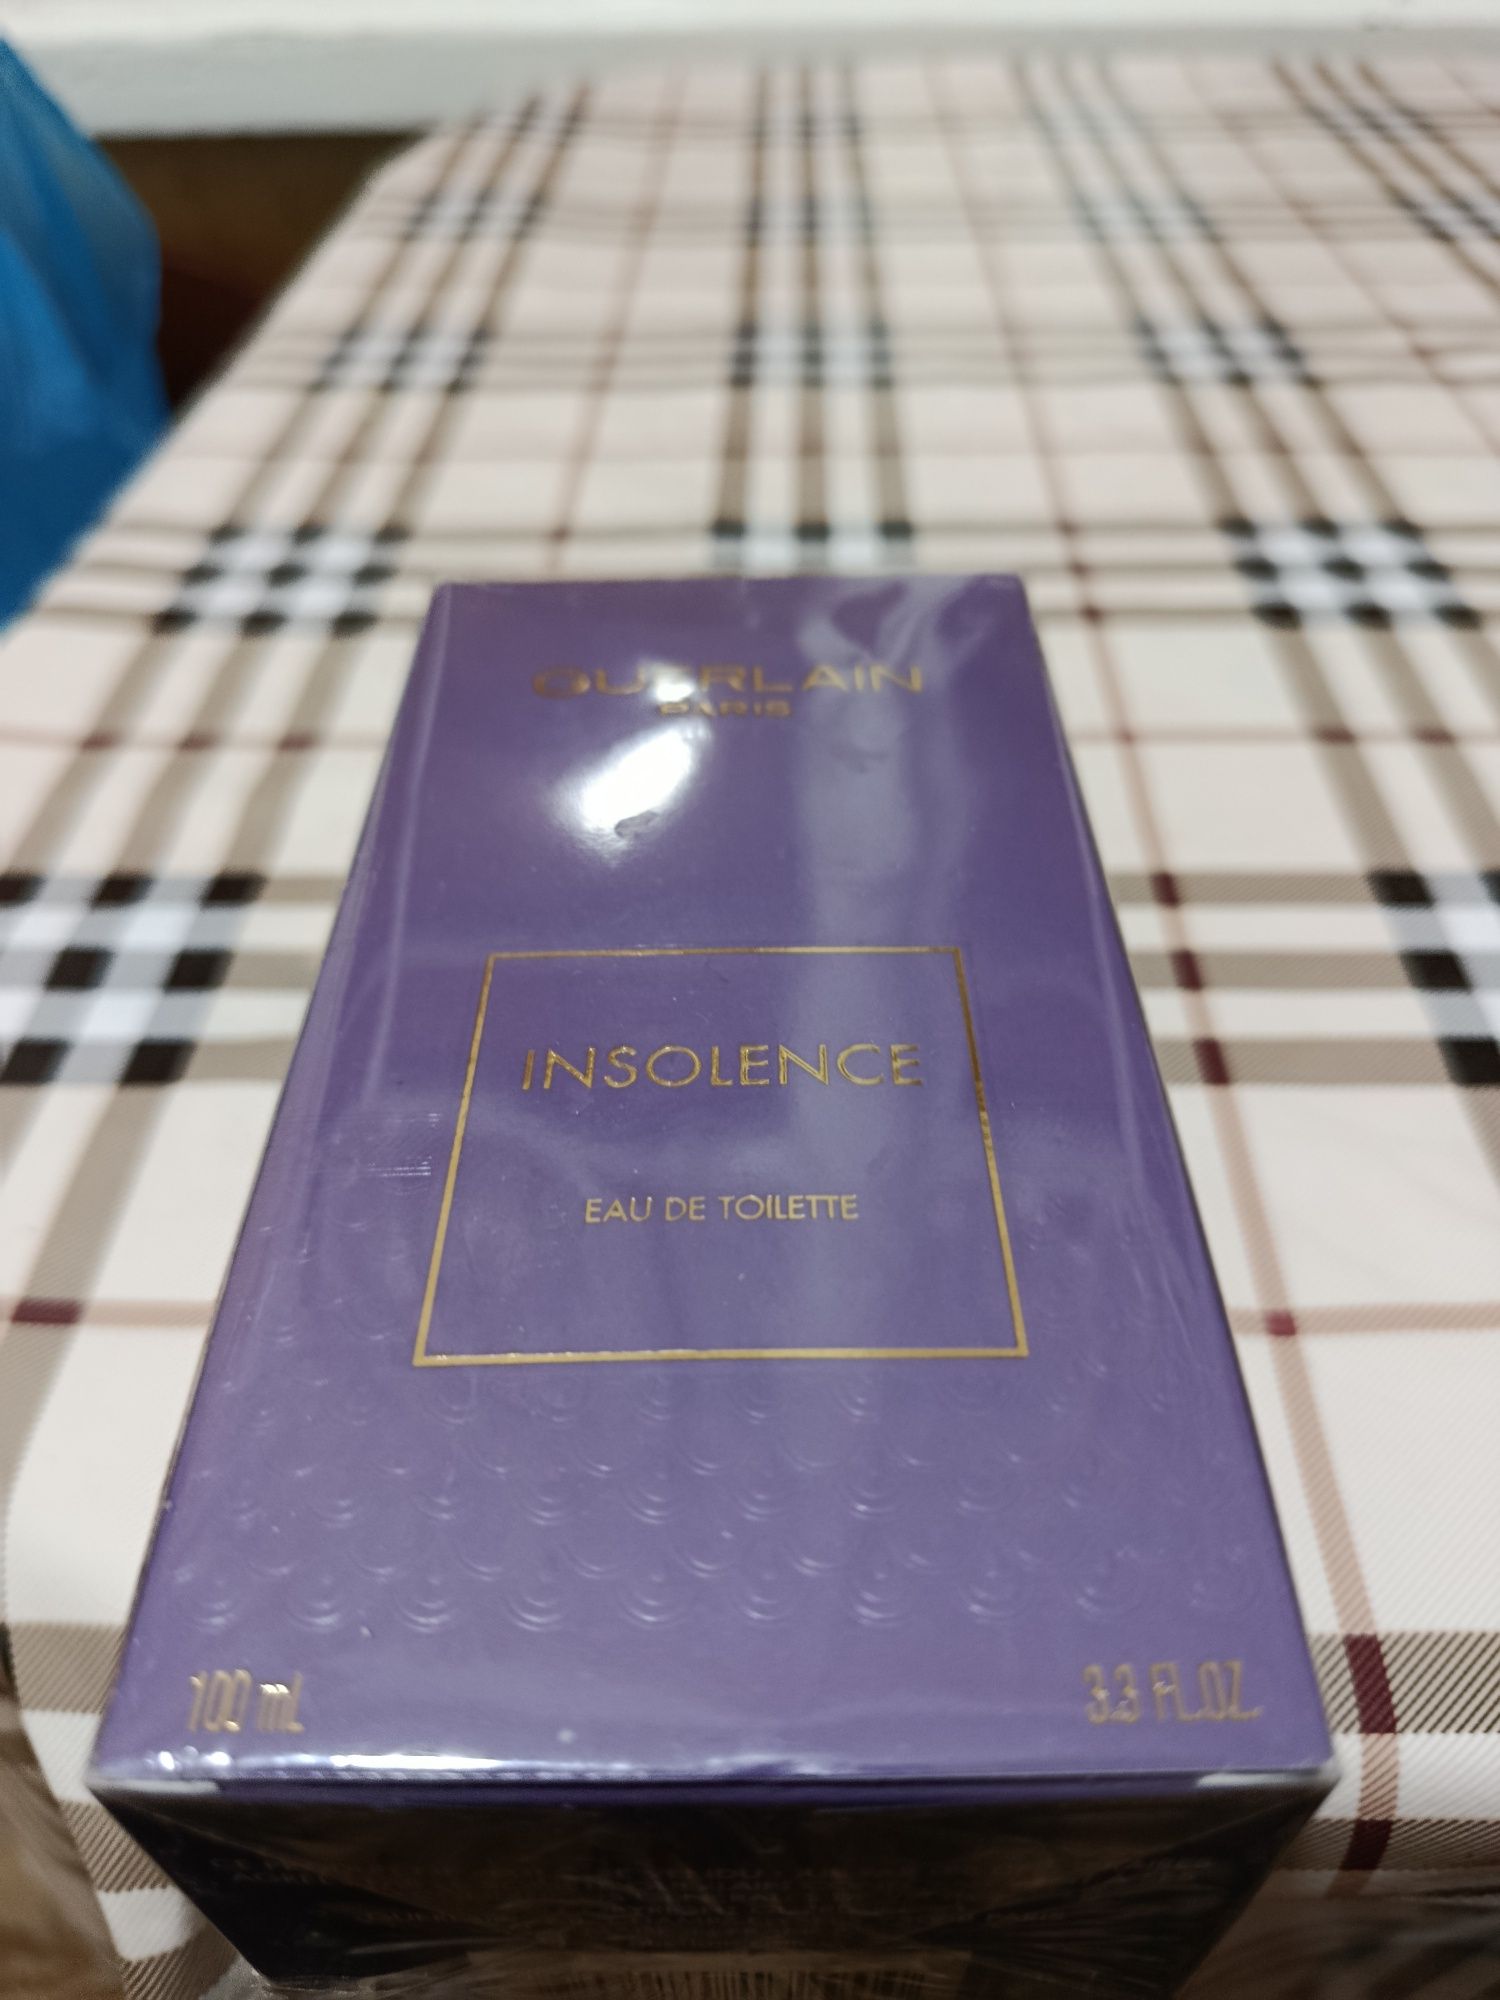 GUERLAIN
PARIS
INSOLENCE
EAU DE TOILETTE
100 mL
3.3 FL.OZ.